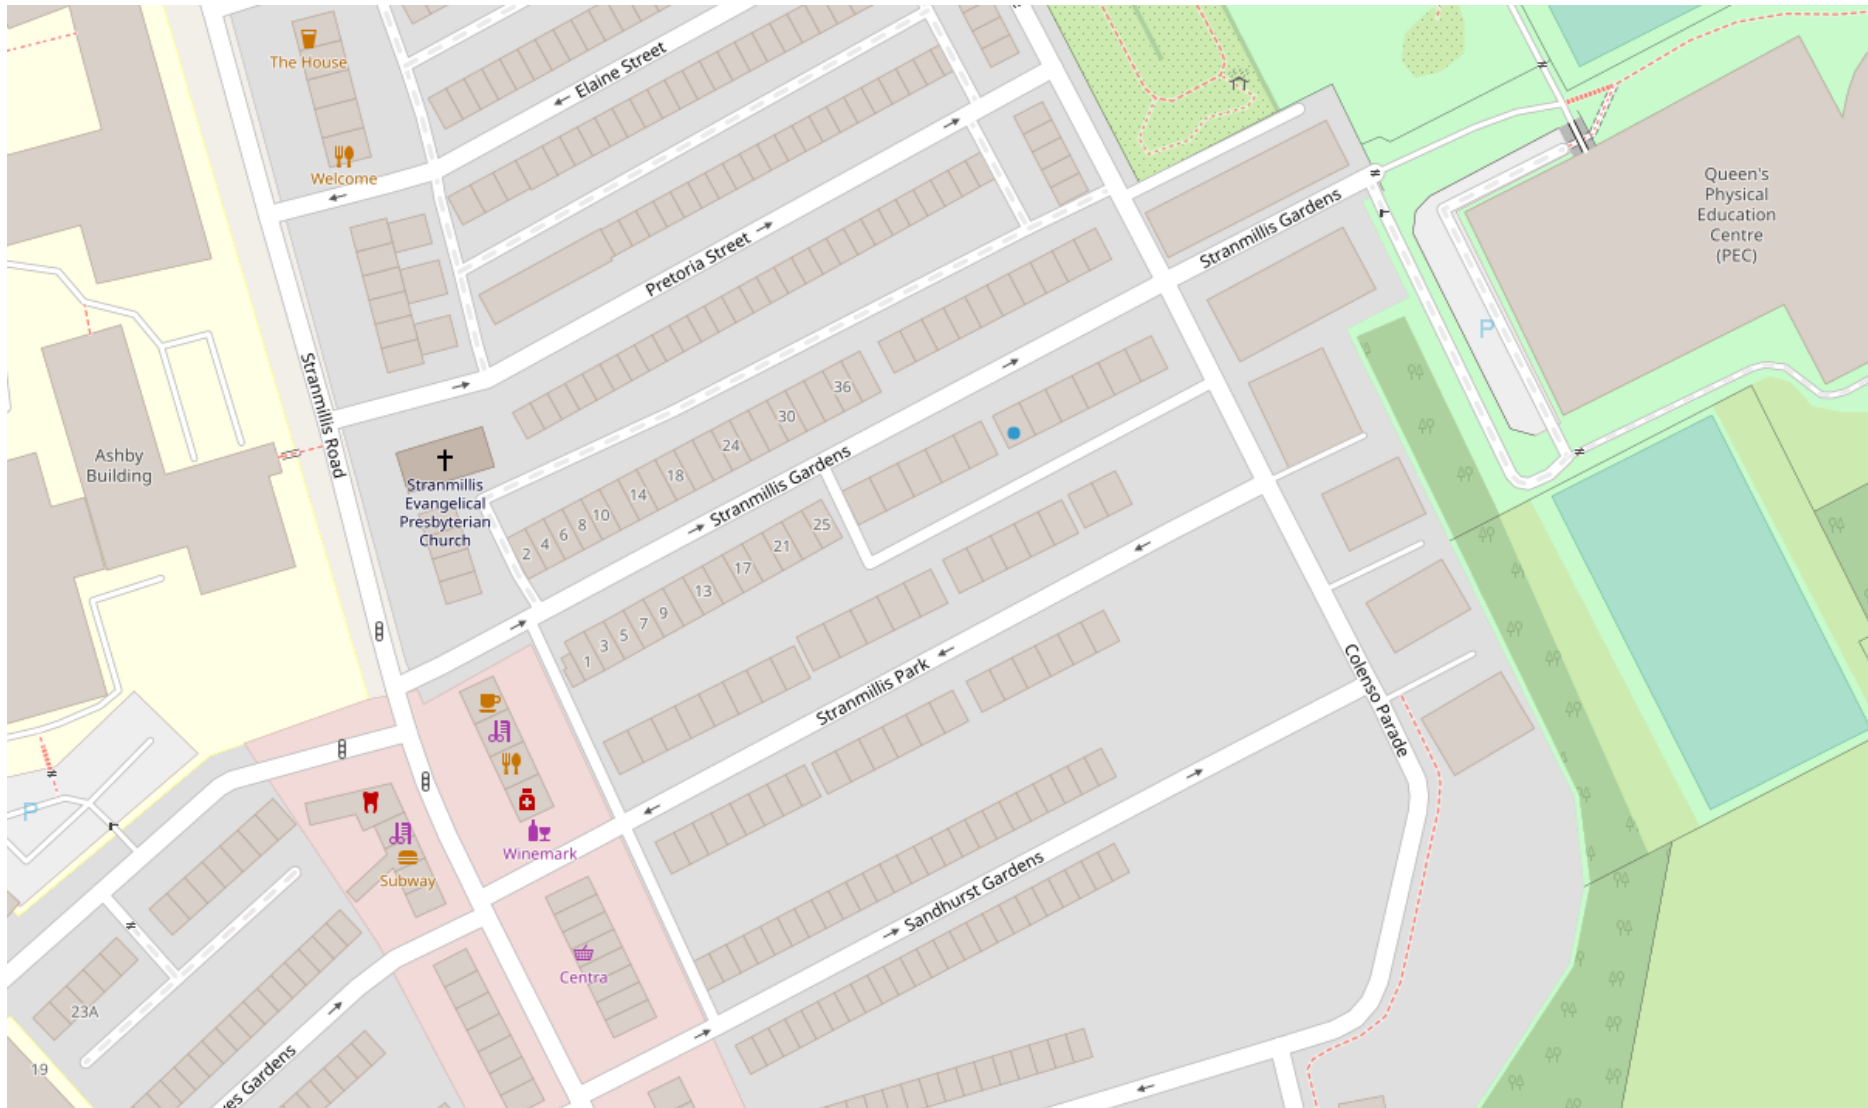 The House
Elaine Street
Welcome
Queen's
Physical
Education
Centre
(PEC)
Stranmillis Gardens
Pretoria Street
P
Stranmillis Road
Ashby
Building
Stranmillis
Evangelical
Presbyterian
Church
36
30
24
18
14
10
8
6
4
2
Stranmillis Gardens
25
21
17
13
9
7
5
3
1
Stranmillis Park
Colenso Parade
P
Winemark
Subway
Sandhurst Gardens
Centra
23A
19
Gardens